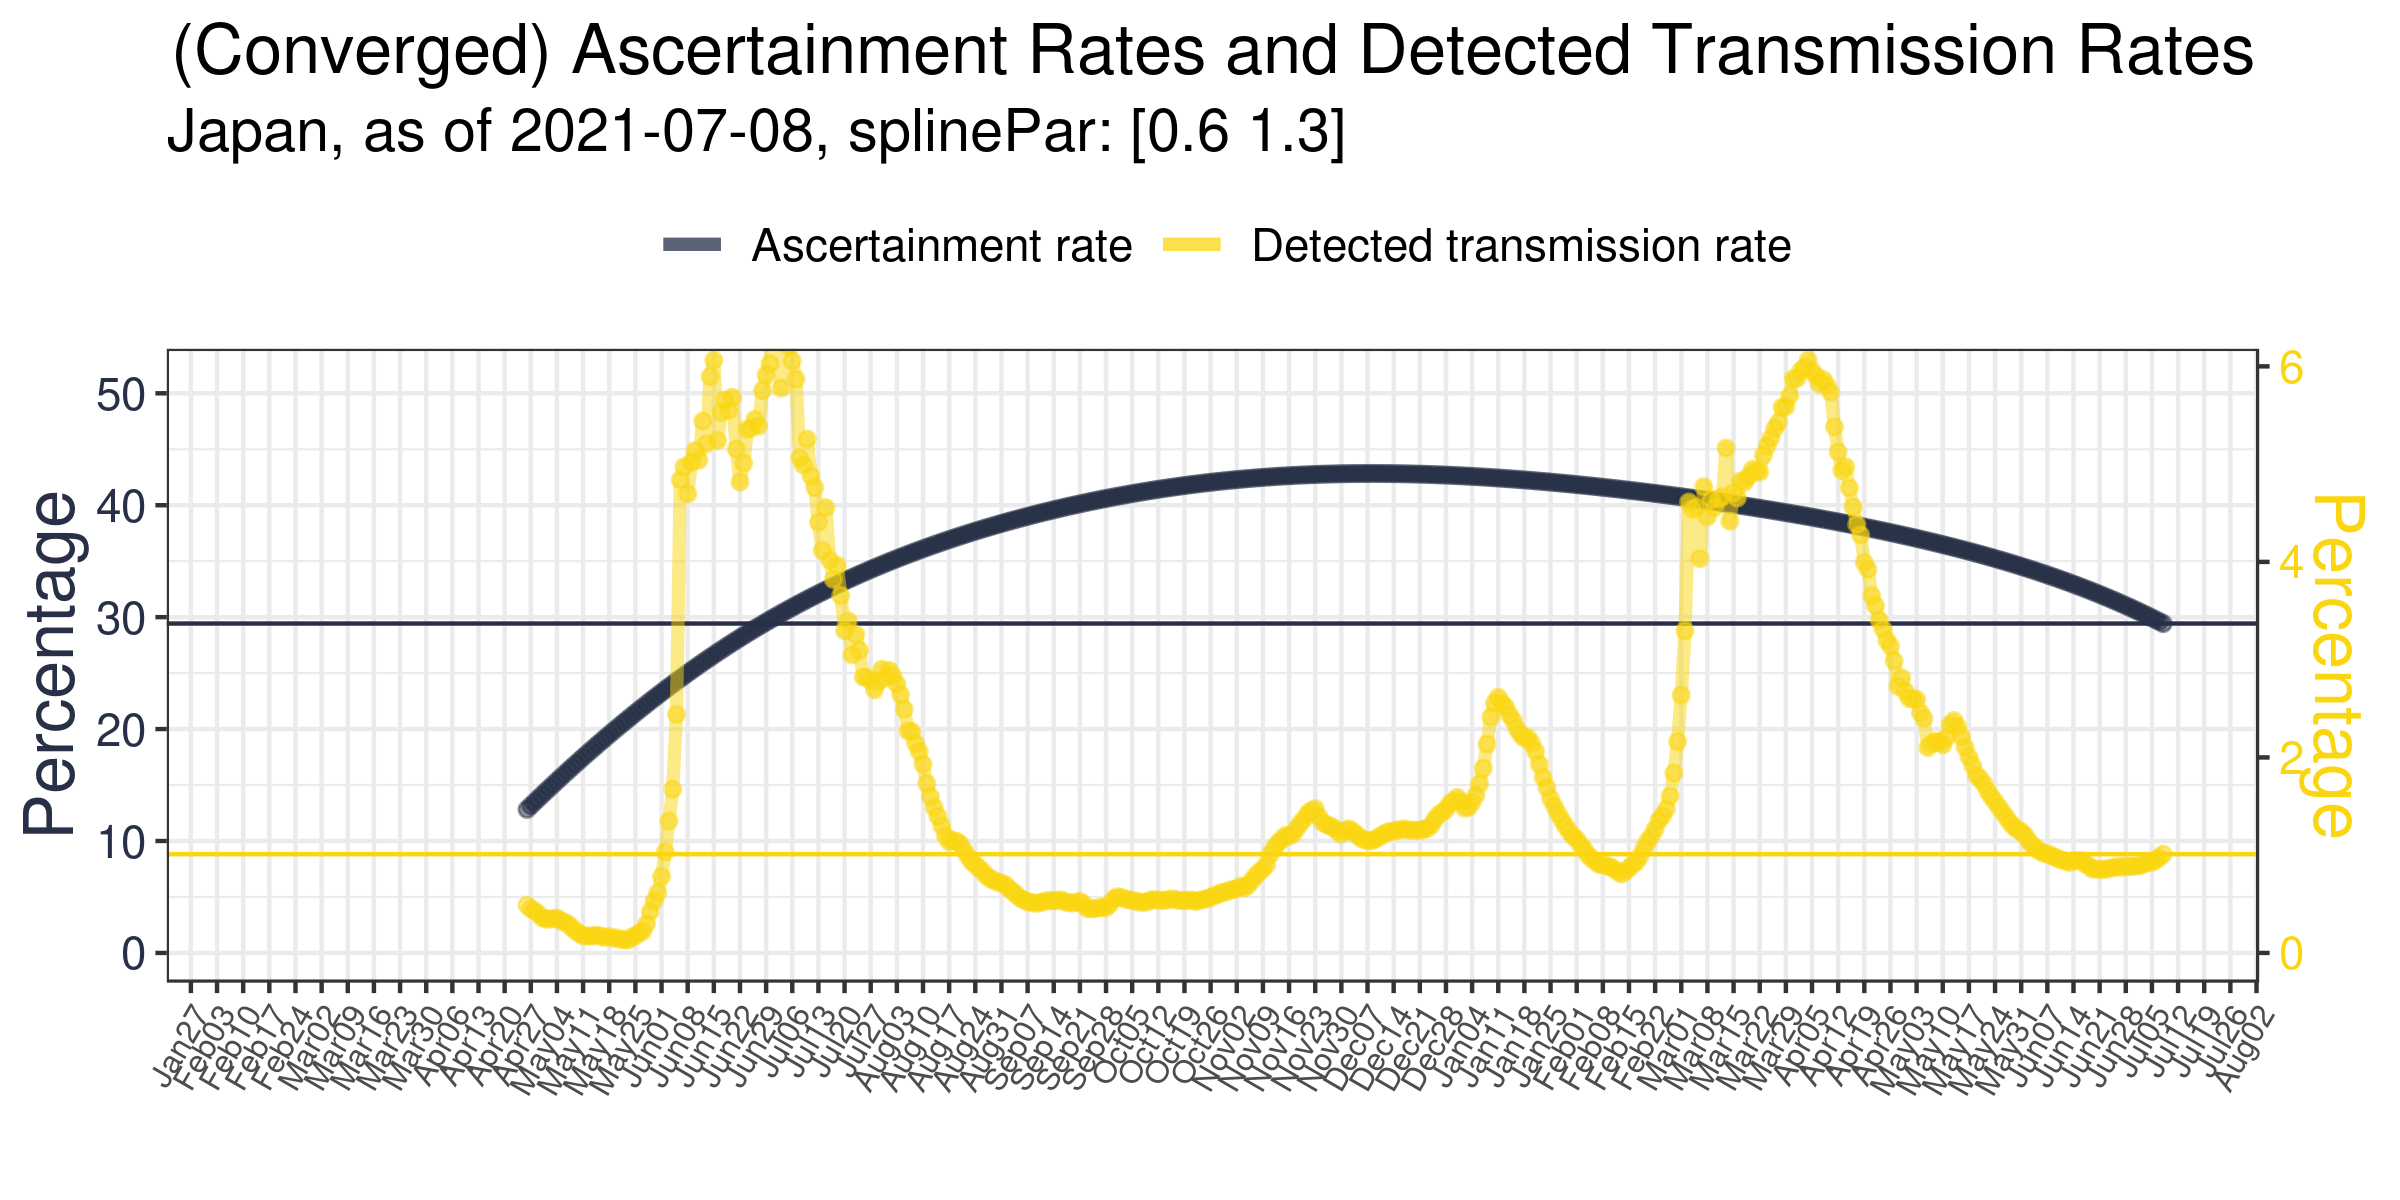 (Converged) Ascertainment Rates and Detected Transmission Rates
Japan, as of 2021-07-08, splinePar: [0.6 1.3]
Ascertainment rate Detected transmission rate
Percentage
50
40
30
20
10
0
6
4
2
0
Percentage
Jan27 Feb03 Feb10 Feb17 Feb24 Mar02 Mar09 Mar16 Mar23 Mar30 Apr06 Apr13 Apr20 Apr27 May04 May11 May18 May25 Jun01 Jun08 Jun15 Jun22 Jun29 Jul06 Jul13 Jul20 Jul27 Aug03 Aug10 Aug17 Aug24 Aug31 Sep07 Sep14 Sep21 Sep28 Oct05 Oct12 Oct19 Oct26 Nov02 Nov09 Nov16 Nov23 Nov30 Dec07 Dec14 Dec21 Dec28 Jan04 Jan11 Jan18 Jan25 Feb01 Feb08 Feb15 Feb22 Mar01 Mar08 Mar15 Mar22 Mar29 Apr05 Apr12 Apr19 Apr26 May03 May10 May17 May24 May31 Jun07 Jun14 Jun21 Jun28 Jul05 Jul12 Jul19 Jul26 Aug02